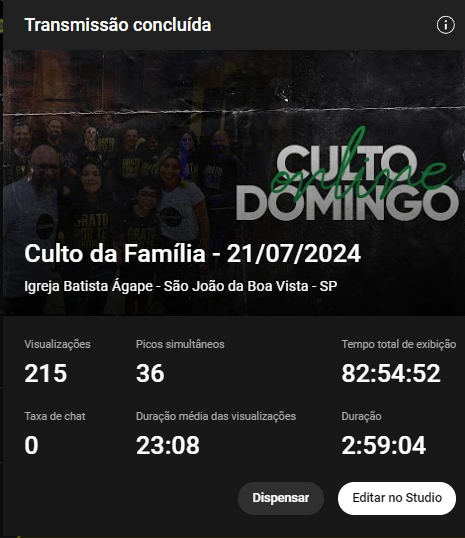 Transmissão concluída
CULTO
online
DOMINGO
Culto da Família - 21/07/2024
Igreja Batista Ágape - São João da Boa Vista - SP
Visualizações Picos simultâneos Tempo total de exibição
215 36 82:54:52
Taxa de chat Duração média das visualizações Duração
0 23:08 2:59:04
Dispensar Editar no Studio